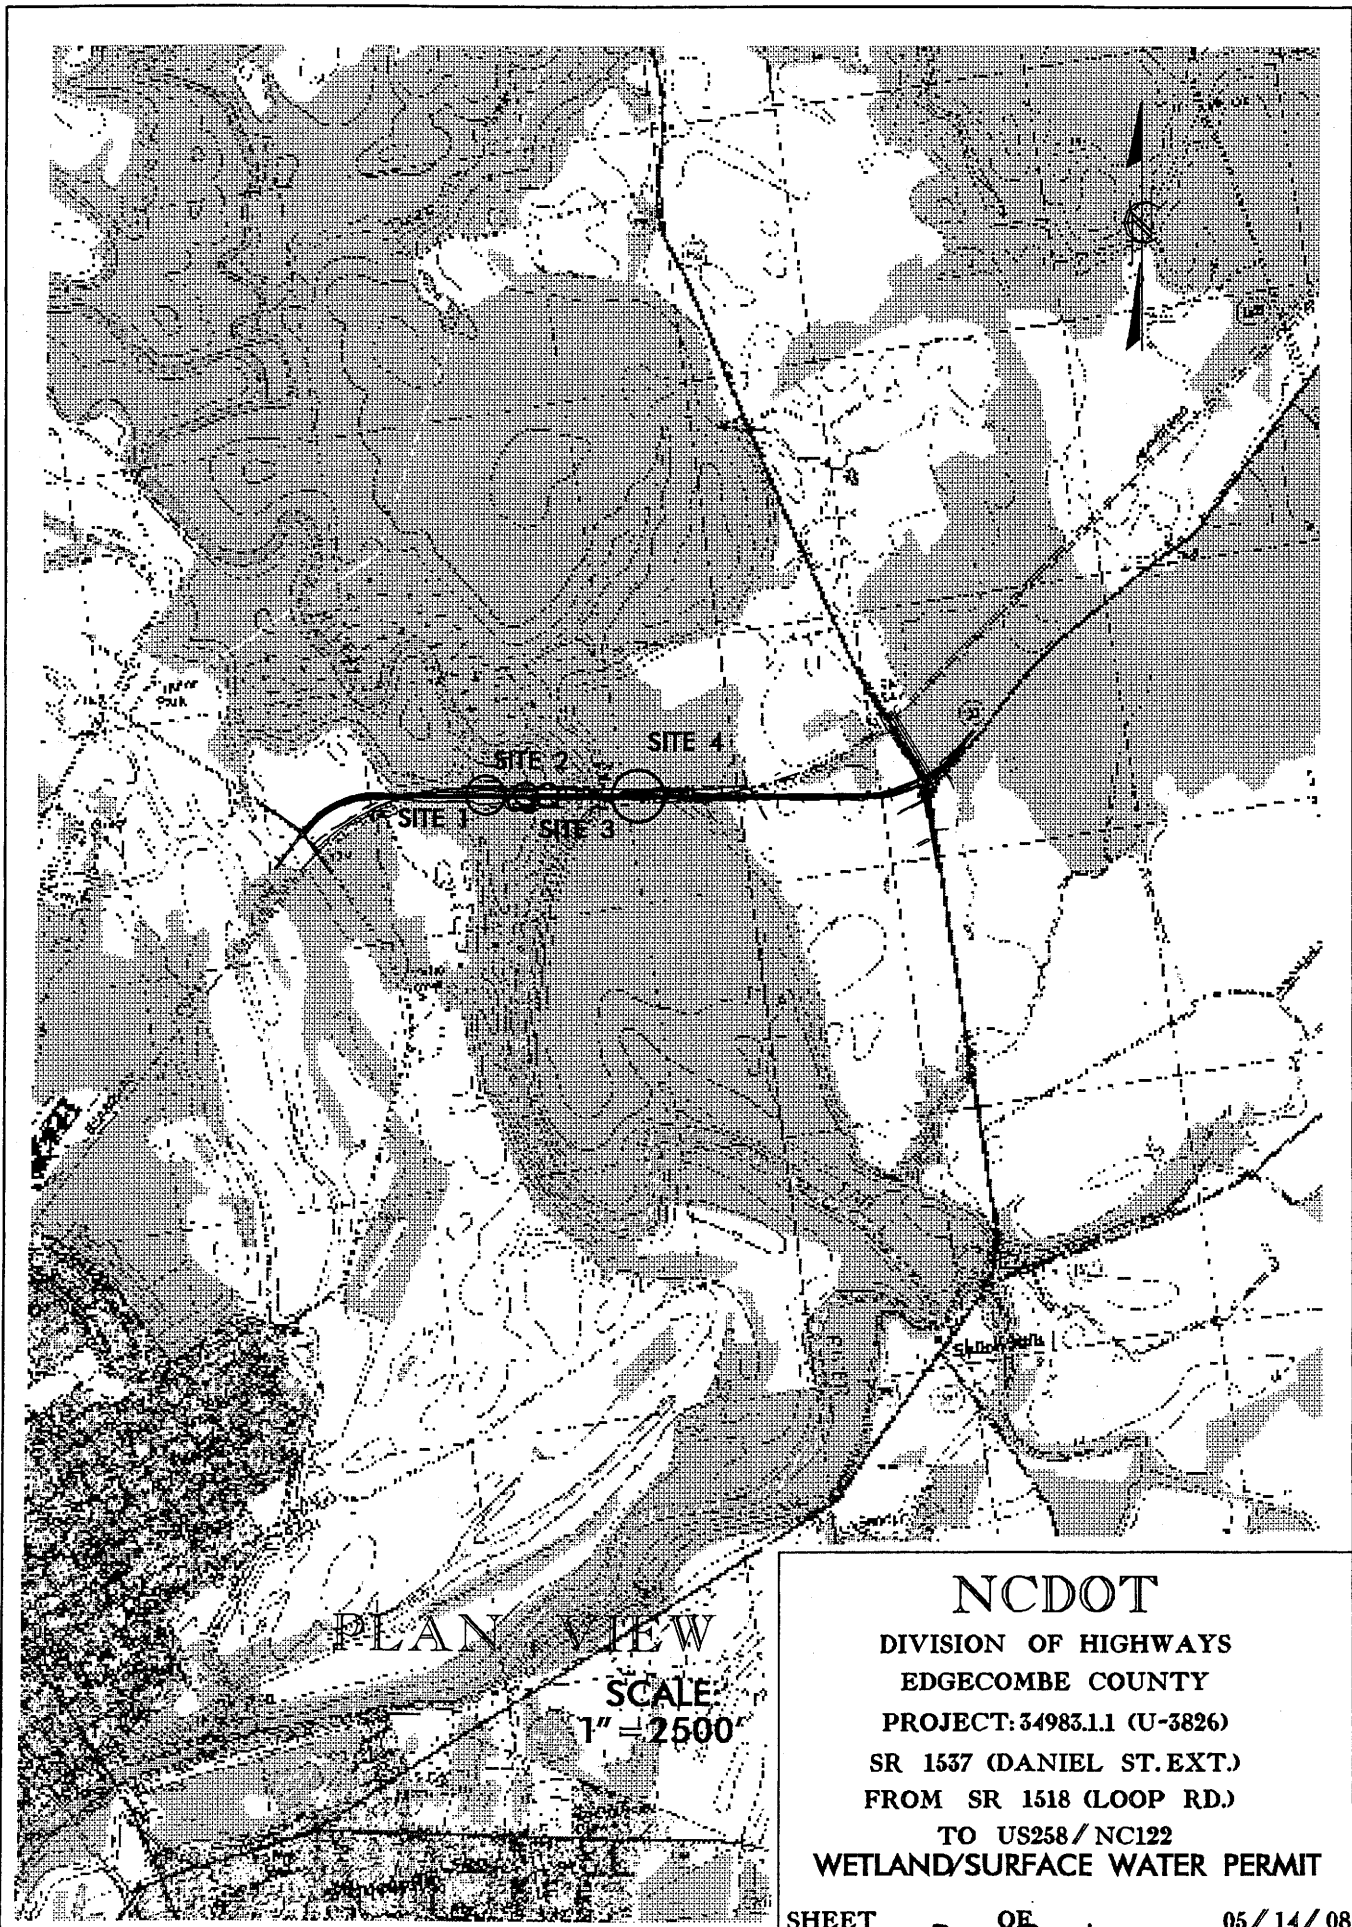 SITE 4
SITE 2
SITE 1
SITE 3
PLAN VIEW
SCALE:
1" = 2500'
NCDOT
DIVISION OF HIGHWAYS
EDGECOMBE COUNTY
PROJECT: 34983.1.1 (U-3826)
SR 1537 (DANIEL ST. EXT.)
FROM SR 1518 (LOOP RD.)
TO US258/NC122
WETLAND/SURFACE WATER PERMIT
SHEET OF 05/14/08